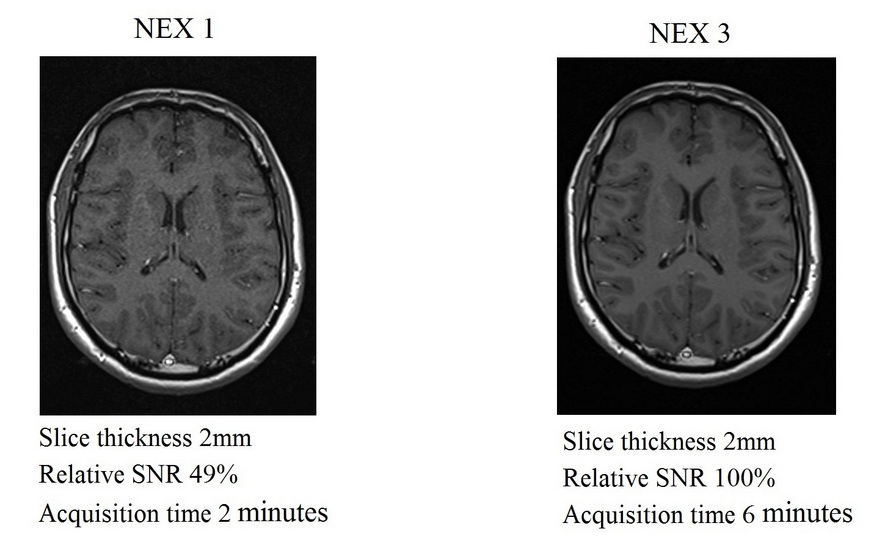 NEX 1
Slice thickness 2mm
Relative SNR 49%
Acquisition time 2 minutes
NEX 3
Slice thickness 2mm
Relative SNR 100%
Acquisition time 6 minutes